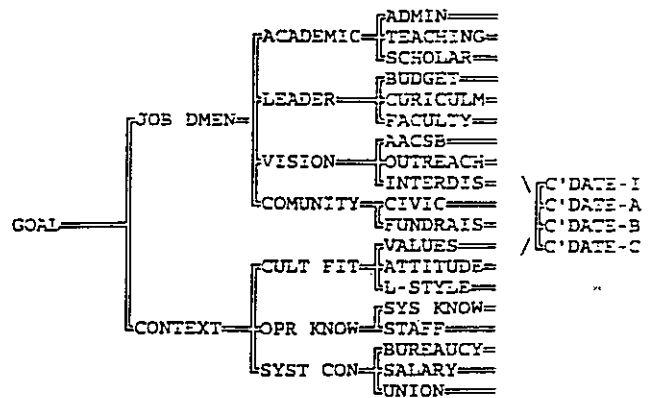 ADMIN
ACADEMIC TEACHING
SCHOLAR
BUDGET
LEADER CURICULM
JOB DMEN FACULTY
AACSB
VISION OUTREACH
INTERDIS \ C'DATE-I
COMUNITY CIVIC C'DATE-A
GOAL FUNDRAIS C'DATE-B
VALUES / C'DATE-C
CULT FIT ATTITUDE
L-STYLE
SYS KNOW
CONTEXT OPR KNOW STAFF
BUREAUCY
SYST CON SALARY
UNION